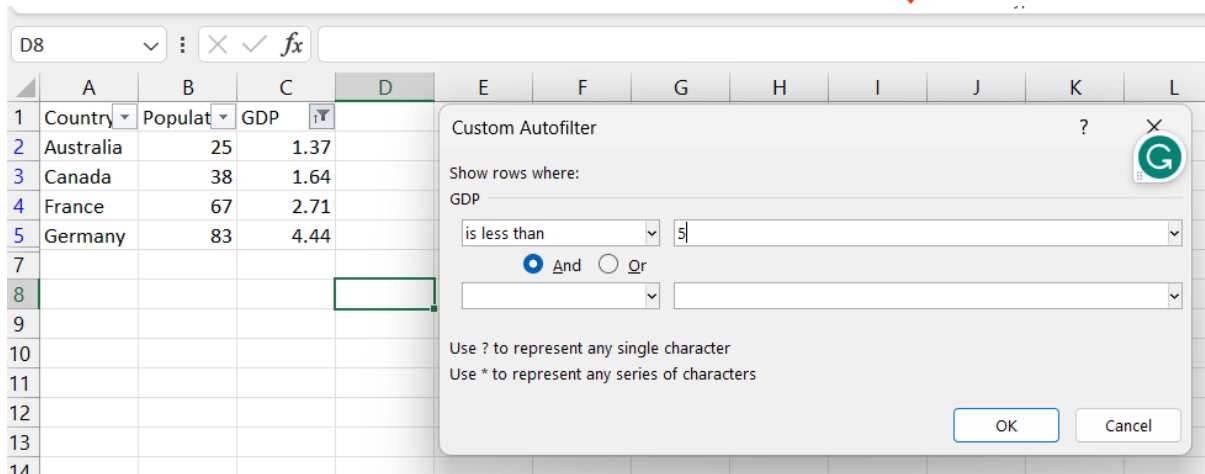 D8
fx
A B C D E F G H I J K L
1 Country Populat GDP
2 Australia 25 1.37
3 Canada 38 1.64
4 France 67 2.71
5 Germany 83 4.44
7
8
9
10
11
12
13
14
Custom Autofilter ?
G
Show rows where:
GDP
is less than 5
And Or
Use ? to represent any single character
Use * to represent any series of characters
OK Cancel